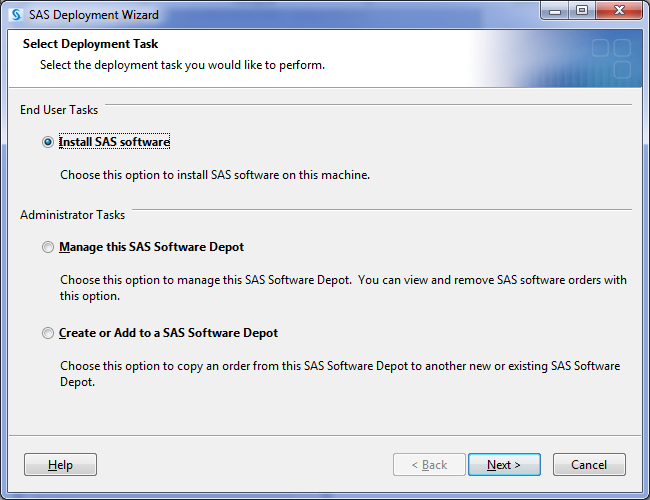 SAS Deployment Wizard
Select Deployment Task
Select the deployment task you would like to perform.
End User Tasks
Install SAS software
Choose this option to install SAS software on this machine.
Administrator Tasks
Manage this SAS Software Depot
Choose this option to manage this SAS Software Depot.  You can view and remove SAS software orders with
this option.
Create or Add to a SAS Software Depot
Choose this option to copy an order from this SAS Software Depot to another new or existing SAS Software
Depot.
Help
< Back
Next >
Cancel